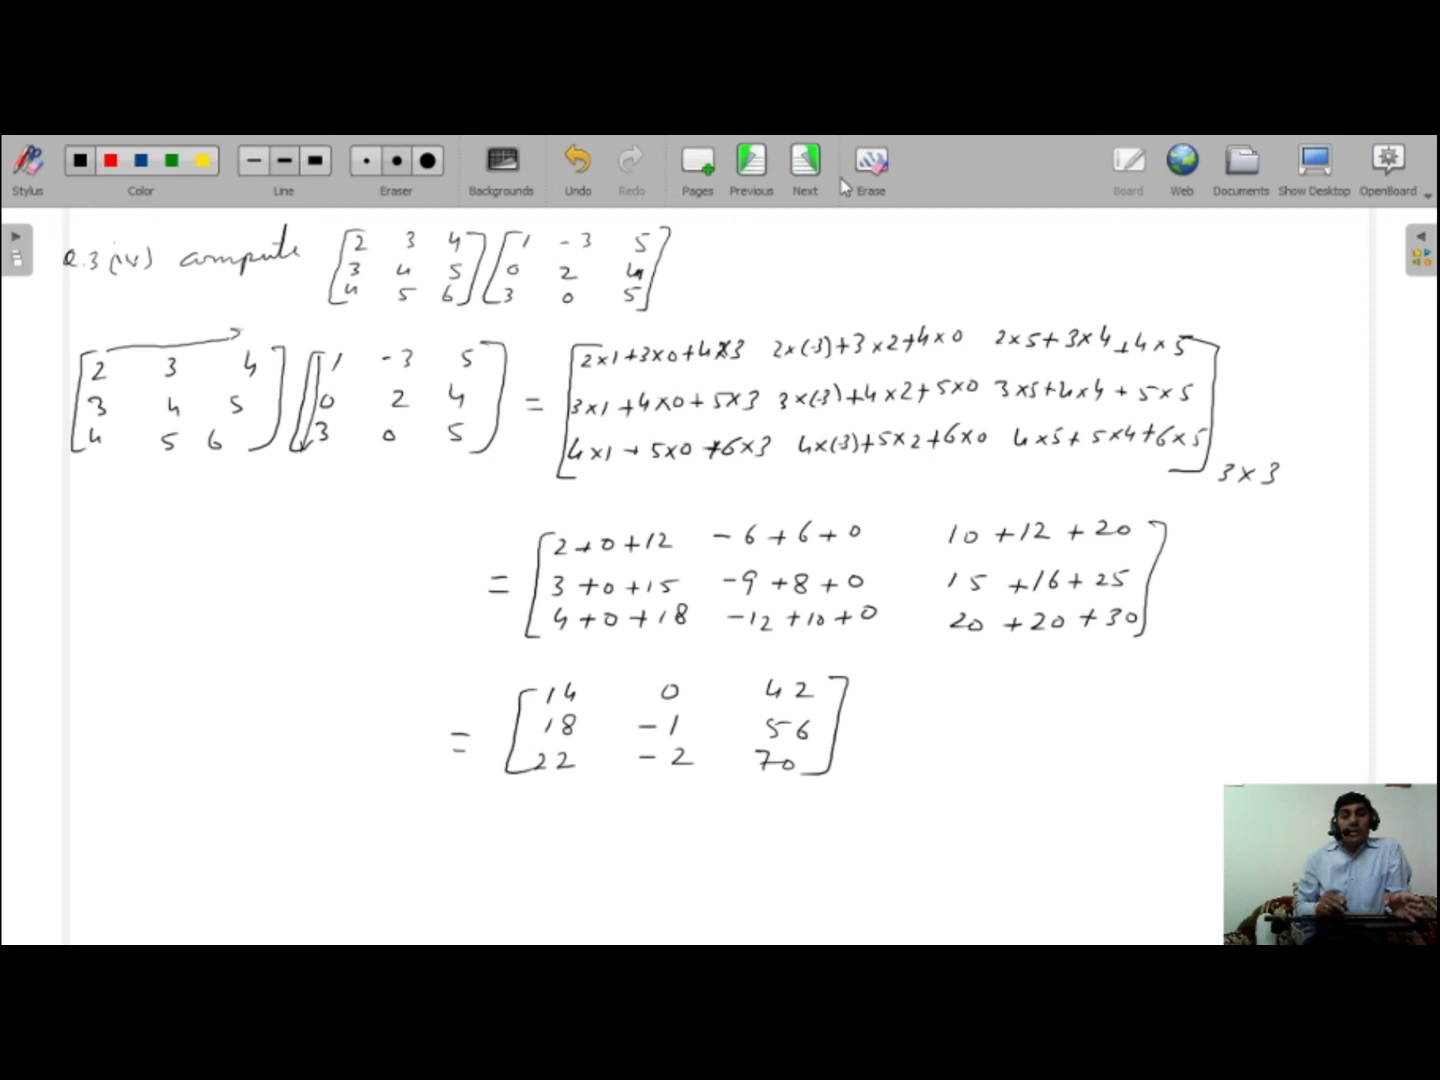 Stylus Color Line Eraser Backgrounds Undo Redo Pages Previous Next Erase Board Web Documents Show Desktop OpenBoard
Q.3 (iv) compute [2 3 4] [1 -3 5]
[3 4 5] [0 2 4]
[4 5 6] [3 0 5]
[2 3 4] [1 -3 5] [2×1+3×0+4×3 2×(-3)+3×2+4×0 2×5+3×4+4×5]
[3 4 5] [0 2 4] = [3×1+4×0+5×3 3×(-3)+4×2+5×0 3×5+4×4+5×5]
[4 5 6] [3 0 5] [4×1+5×0+6×3 4×(-3)+5×2+6×0 4×5+5×4+6×5]
3×3
[2+0+12 -6+6+0 10+12+20]
= [3+0+15 -9+8+0 15+16+25]
[4+0+18 -12+10+0 20+20+30]
[14 0 42]
= [18 -1 56]
[22 -2 70]